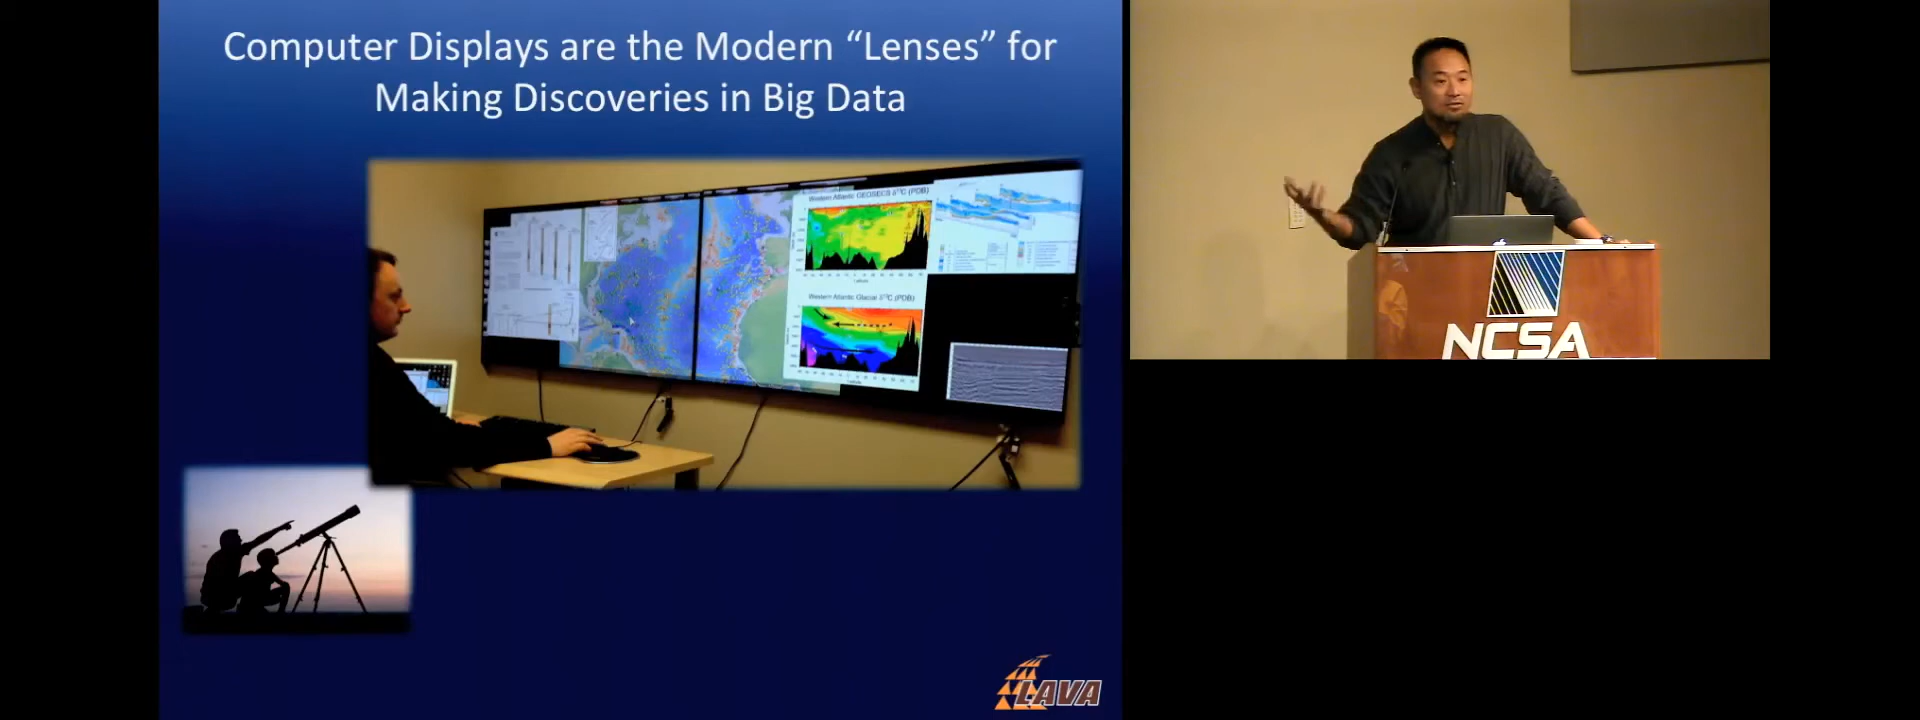 Computer Displays are the Modern “Lenses” for
Making Discoveries in Big Data
Western Atlantic GEOSECS δ¹³C (PDB)
Western Atlantic Glacial δ¹³C (PDB)
LAVA
NCSA